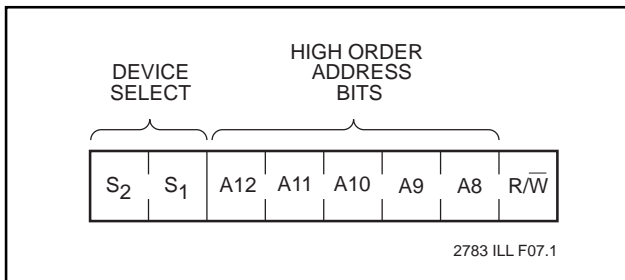 HIGH ORDER
DEVICE ADDRESS
SELECT BITS
S₂ S₁ A12 A11 A10 A9 A8 R/W̅
2783 ILL F07.1